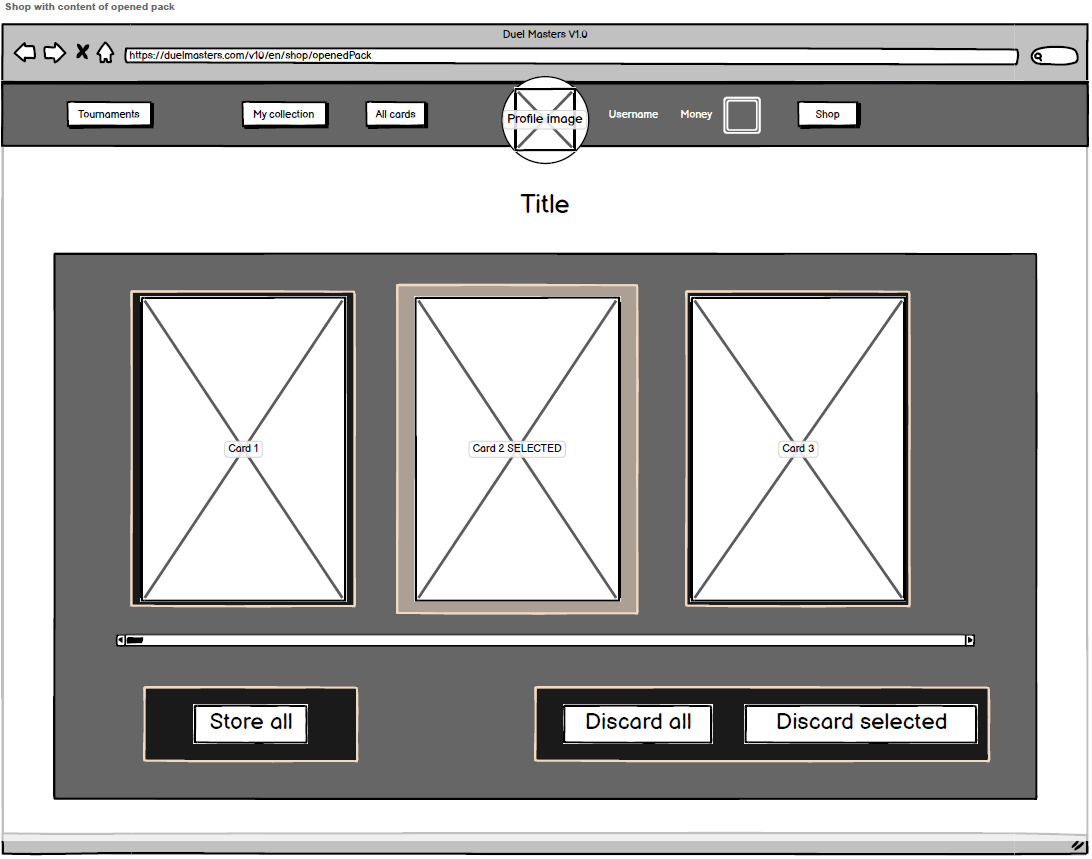 Shop with content of opened pack
Duel Masters V1.0
https://duelmasters.com/v10/en/shop/openedPack
Tournaments
My collection
All cards
Profile image
Username
Money
Shop
Title
Card 1
Card 2 SELECTED
Card 3
Store all
Discard all
Discard selected